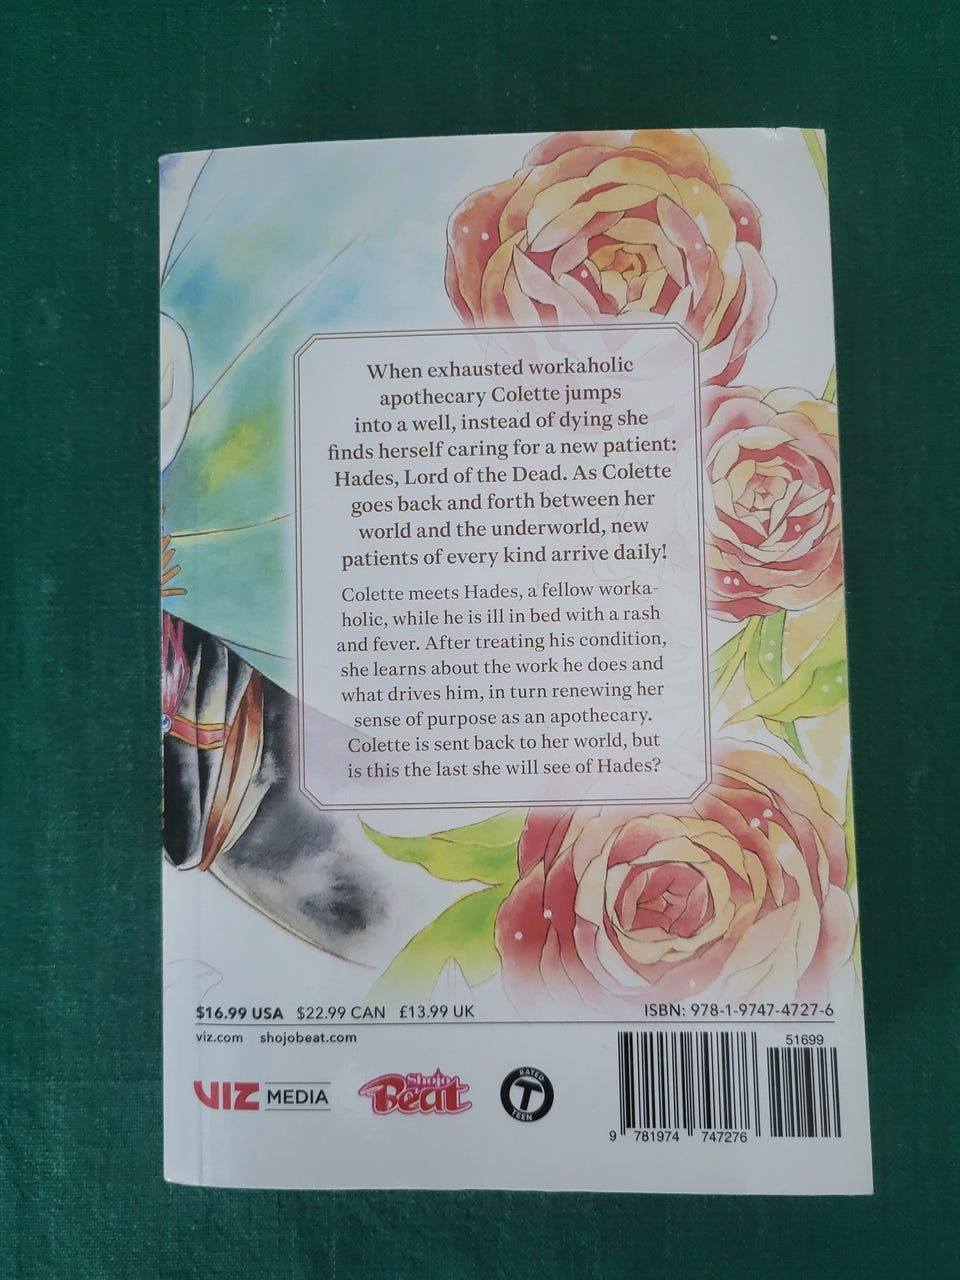 When exhausted workaholic
apothecary Colette jumps
into a well, instead of dying she
finds herself caring for a new patient:
Hades, Lord of the Dead. As Colette
goes back and forth between her
world and the underworld, new
patients of every kind arrive daily!
Colette meets Hades, a fellow worka-
holic, while he is ill in bed with a rash
and fever. After treating his condition,
she learns about the work he does and
what drives him, in turn renewing her
sense of purpose as an apothecary.
Colette is sent back to her world, but
is this the last she will see of Hades?
$16.99 USA $22.99 CAN £13.99 UK
ISBN: 978-1-9747-4727-6
viz.com shojobeat.com
VIZ MEDIA
Shojo
Beat
RATED
T
TEEN
51699
9 781974 747276